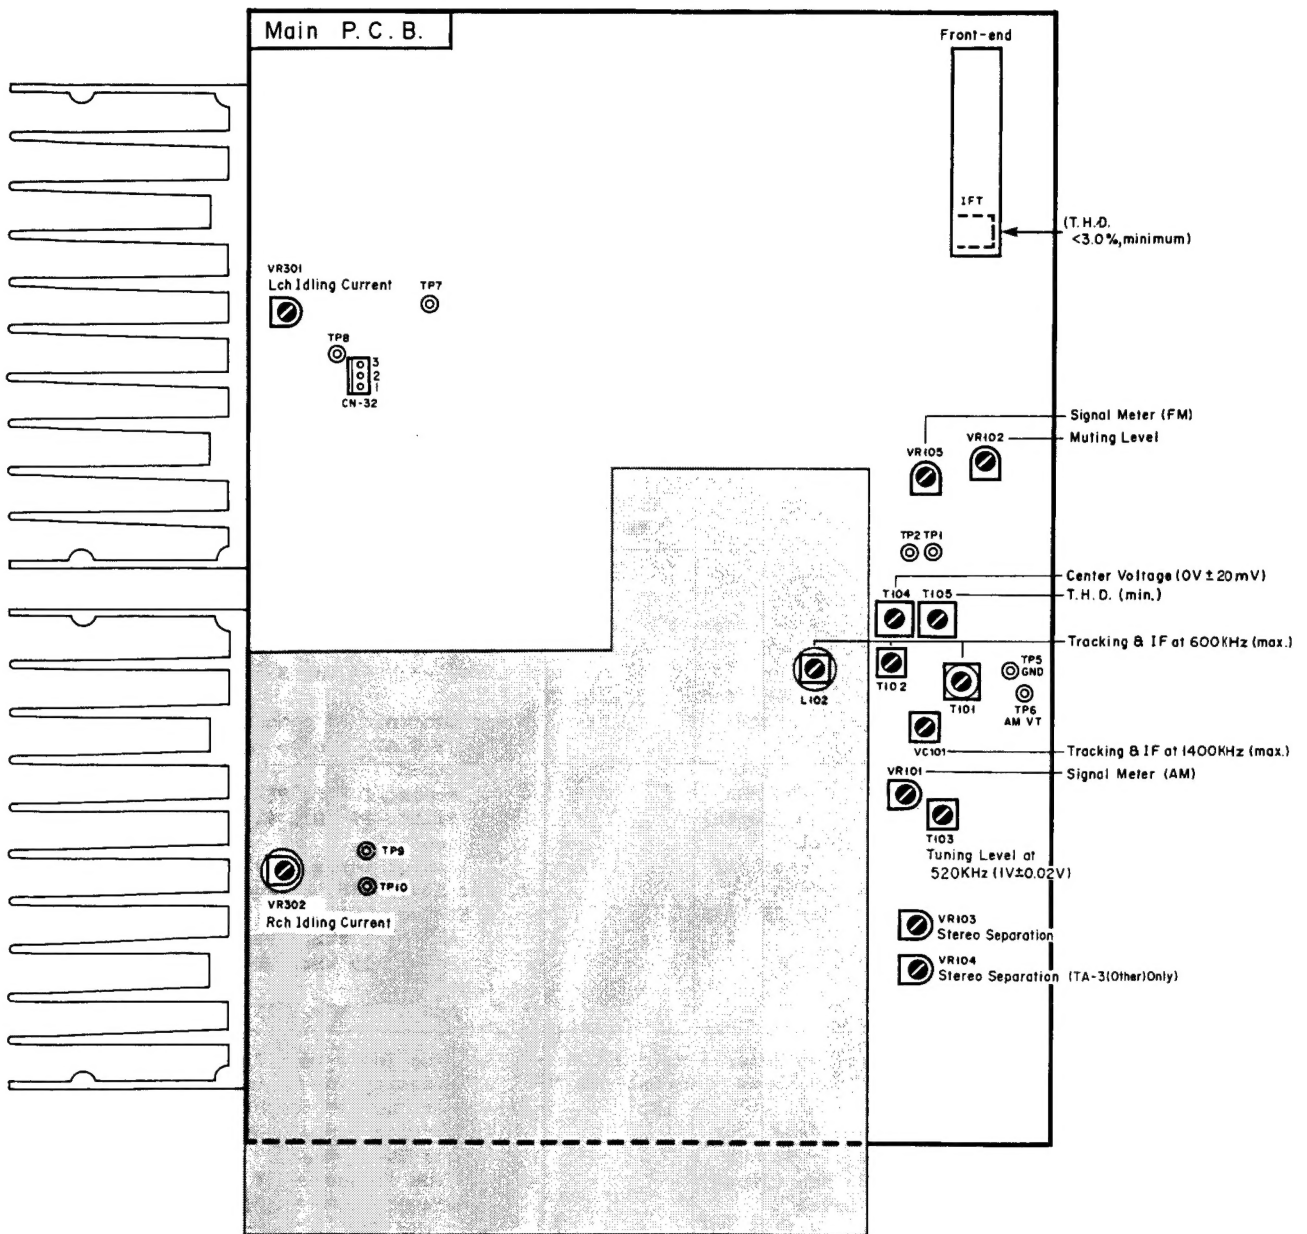 Main P. C. B.
Front-end
IFT
(T.H.D.
<3.0%,minimum)
VR301
Lch Idling Current
TP7
TP8
3
2
1
CN-32
Signal Meter (FM)
VR102
Muting Level
VR105
TP2 TP1
Center Voltage (0V ± 20mV)
T104 T105
T.H.D. (min.)
Tracking & IF at 600KHz (max.)
L102
T102
T101
TP5
GND
TP6
AM VT
VC101
Tracking & IF at 1400KHz (max.)
VR101
Signal Meter (AM)
T103
Tuning Level at
520KHz (1V±0.02V)
TP9
TP10
VR302
Rch Idling Current
VR103
Stereo Separation
VR104
Stereo Separation (TA-3(Other)Only)